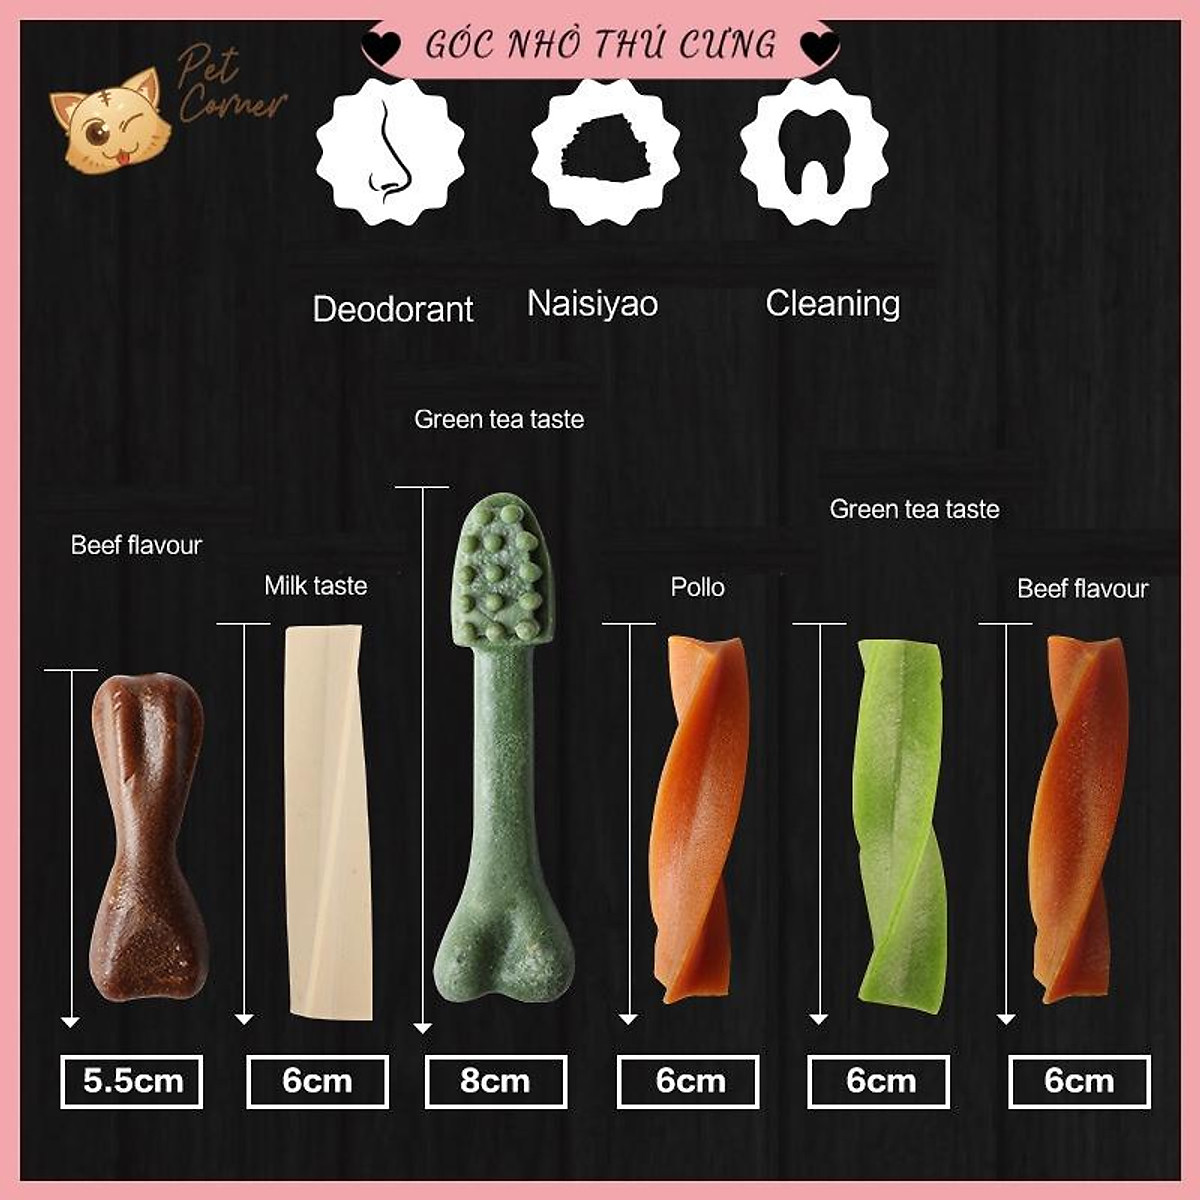 GÓC NHỎ THÚ CƯNG
Pet
Corner
Deodorant
Naisiyao
Cleaning
Green tea taste
Green tea taste
Beef flavour
Milk taste
Pollo
Beef flavour
5.5cm
6cm
8cm
6cm
6cm
6cm